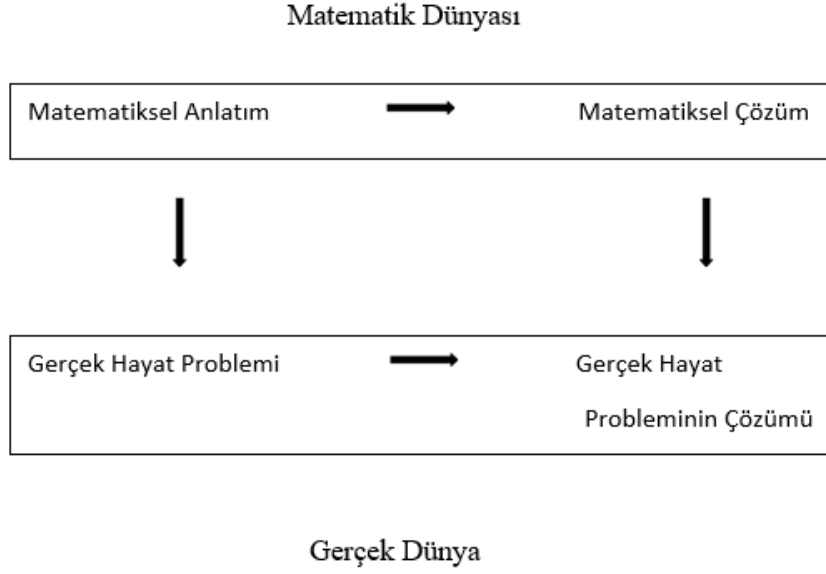 Matematik Dünyası
Matematiksel Anlatım
Matematiksel Çözüm
Gerçek Hayat Problemi
Gerçek Hayat
Probleminin Çözümü
Gerçek Dünya